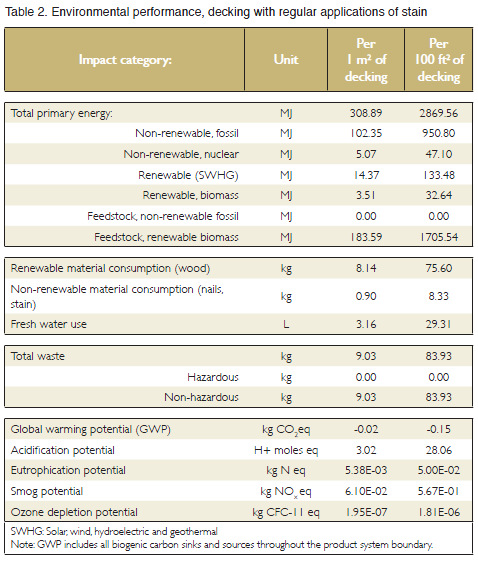 Table 2. Environmental performance, decking with regular applications of stain
Impact category: Unit Per 1 m² of decking Per 100 ft² of decking
Total primary energy: MJ 308.89 2869.56
Non-renewable, fossil MJ 102.35 950.80
Non-renewable, nuclear MJ 5.07 47.10
Renewable (SWHG) MJ 14.37 133.48
Renewable, biomass MJ 3.51 32.64
Feedstock, non-renewable fossil MJ 0.00 0.00
Feedstock, renewable biomass MJ 183.59 1705.54
Renewable material consumption (wood) kg 8.14 75.60
Non-renewable material consumption (nails, stain) kg 0.90 8.33
Fresh water use L 3.16 29.31
Total waste kg 9.03 83.93
Hazardous kg 0.00 0.00
Non-hazardous kg 9.03 83.93
Global warming potential (GWP) kg CO₂eq -0.02 -0.15
Acidification potential H+ moles eq 3.02 28.06
Eutrophication potential kg N eq 5.38E-03 5.00E-02
Smog potential kg NOₓ eq 6.10E-02 5.67E-01
Ozone depletion potential kg CFC-11 eq 1.95E-07 1.81E-06
SWHG: Solar, wind, hydroelectric and geothermal
Note: GWP includes all biogenic carbon sinks and sources throughout the product system boundary.